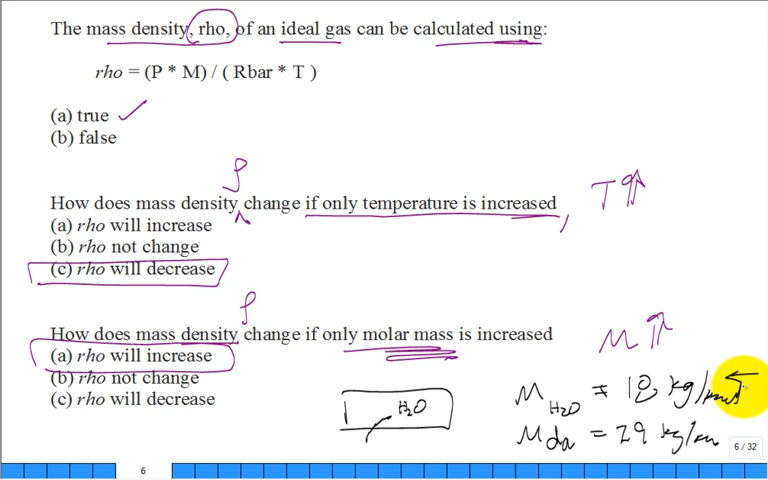 The mass density, rho, of an ideal gas can be calculated using:
rho = (P * M) / ( Rbar * T )
(a) true ✓
(b) false
ρ
How does mass density ^ change if only temperature is increased, T⇑
(a) rho will increase
(b) rho not change
(c) rho will decrease
ρ
How does mass density change if only molar mass is increased M⇑
(a) rho will increase
(b) rho not change
(c) rho will decrease
H2O
M H2O = 18 kg/kmol
M da = 29 kg/km
6 / 32
6